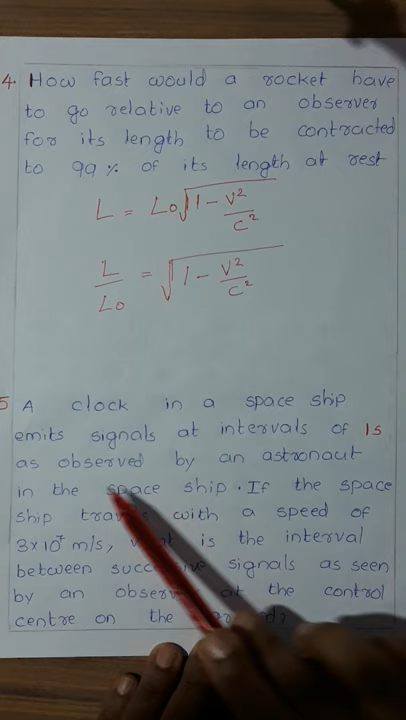 4. How fast would a rocket have
to go relative to an observer
for its length to be contracted
to 99 % of its length at rest
L = L0√1 - V²/C²
L/L0 = √1 - V²/C²
5 A clock in a space ship
emits signals at intervals of 1s
as observed by an astronaut
in the space ship. If the space
ship with a speed of
3×10⁷ m/s, is the interval
between signals as seen
by an at the control
centre on the